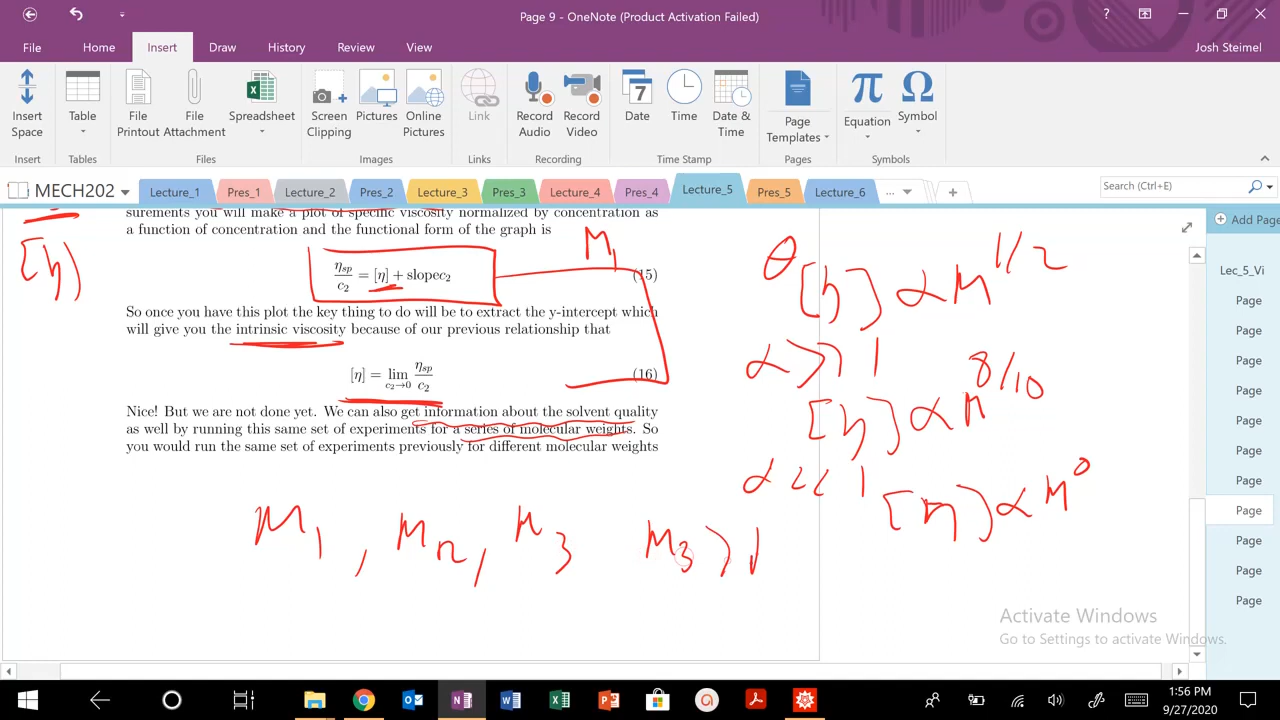 Page 9 - OneNote (Product Activation Failed)
?
File Home Insert Draw History Review View
Josh Steimel
Insert Space
Table
File Printout
File Attachment
Spreadsheet
Screen Clipping
Pictures
Online Pictures
Link
Record Audio
Record Video
Date
Time
Date & Time
Page Templates
Equation
Symbol
Insert Tables Files Images Links Recording Time Stamp Pages Symbols
MECH202 Lecture_1 Pres_1 Lecture_2 Pres_2 Lecture_3 Pres_3 Lecture_4 Pres_4 Lecture_5 Pres_5 Lecture_6 ... +
Search (Ctrl+E)
Add Page
Lec_5_Vi
Page
Page
Page
Page
Page
Page
Page
Page
Page
Page
Page
surements you will make a plot of specific viscosity normalized by concentration as
a function of concentration and the functional form of the graph is
[η]
M1
ηsp/c2 = [η] + slopec2 (15)
So once you have this plot the key thing to do will be to extract the y-intercept which
will give you the intrinsic viscosity because of our previous relationship that
[η] = lim c2→0 ηsp/c2 (16)
Nice! But we are not done yet. We can also get information about the solvent quality
as well by running this same set of experiments for a series of molecular weights. So
you would run the same set of experiments previously for different molecular weights
M1, M2, M3 M3 > 1
θ
[η] ∝ M^1/2
α >> 1
[η] ∝ M^8/10
α << 1
[η] ∝ M^0
Activate Windows
Go to Settings to activate Windows.
1:56 PM
9/27/2020